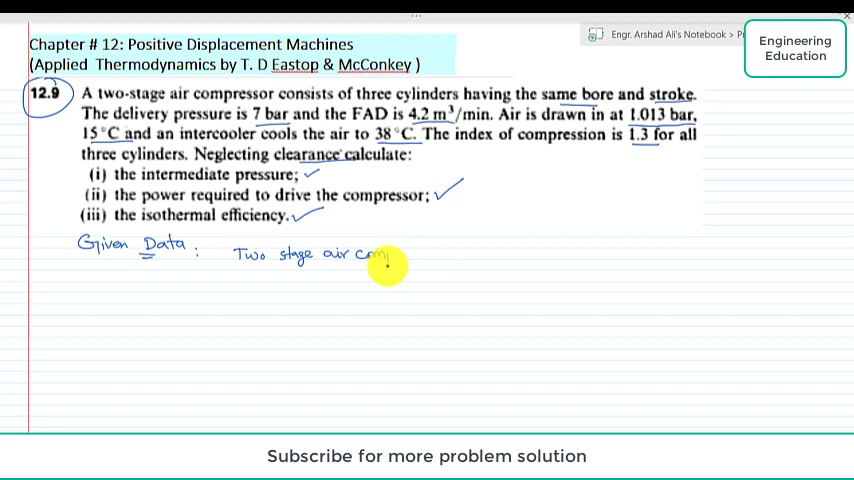 Engr. Arshad Ali's Notebook >
Engineering
Education
Chapter # 12: Positive Displacement Machines
(Applied Thermodynamics by T. D Eastop & McConkey )
12.9 A two-stage air compressor consists of three cylinders having the same bore and stroke.
The delivery pressure is 7 bar and the FAD is 4.2 m³/min. Air is drawn in at 1.013 bar,
15 °C and an intercooler cools the air to 38 °C. The index of compression is 1.3 for all
three cylinders. Neglecting clearance calculate:
(i) the intermediate pressure;
(ii) the power required to drive the compressor;
(iii) the isothermal efficiency.
Given Data : Two stage air com
Subscribe for more problem solution